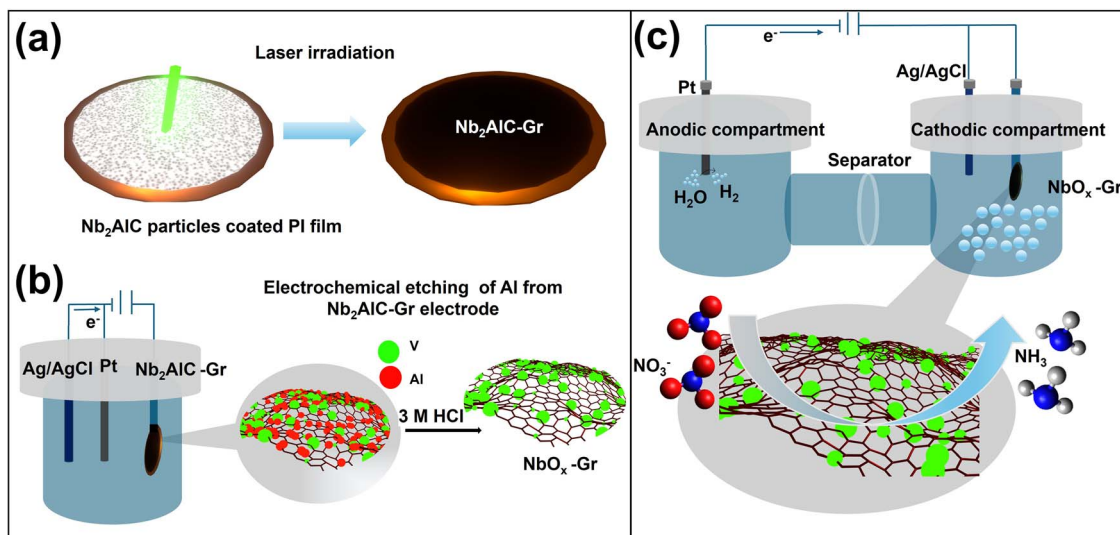 (a)
Laser irradiation
Nb₂AlC-Gr
Nb₂AlC particles coated PI film
(b)
Electrochemical etching of Al from
Nb₂AlC-Gr electrode
e⁻
Ag/AgCl Pt Nb₂AlC -Gr
V
Al
3 M HCl
NbOₓ -Gr
(c)
e⁻
Pt
Ag/AgCl
Anodic compartment
Cathodic compartment
Separator
H₂O
H₂
NbOₓ -Gr
NO₃⁻
NH₃